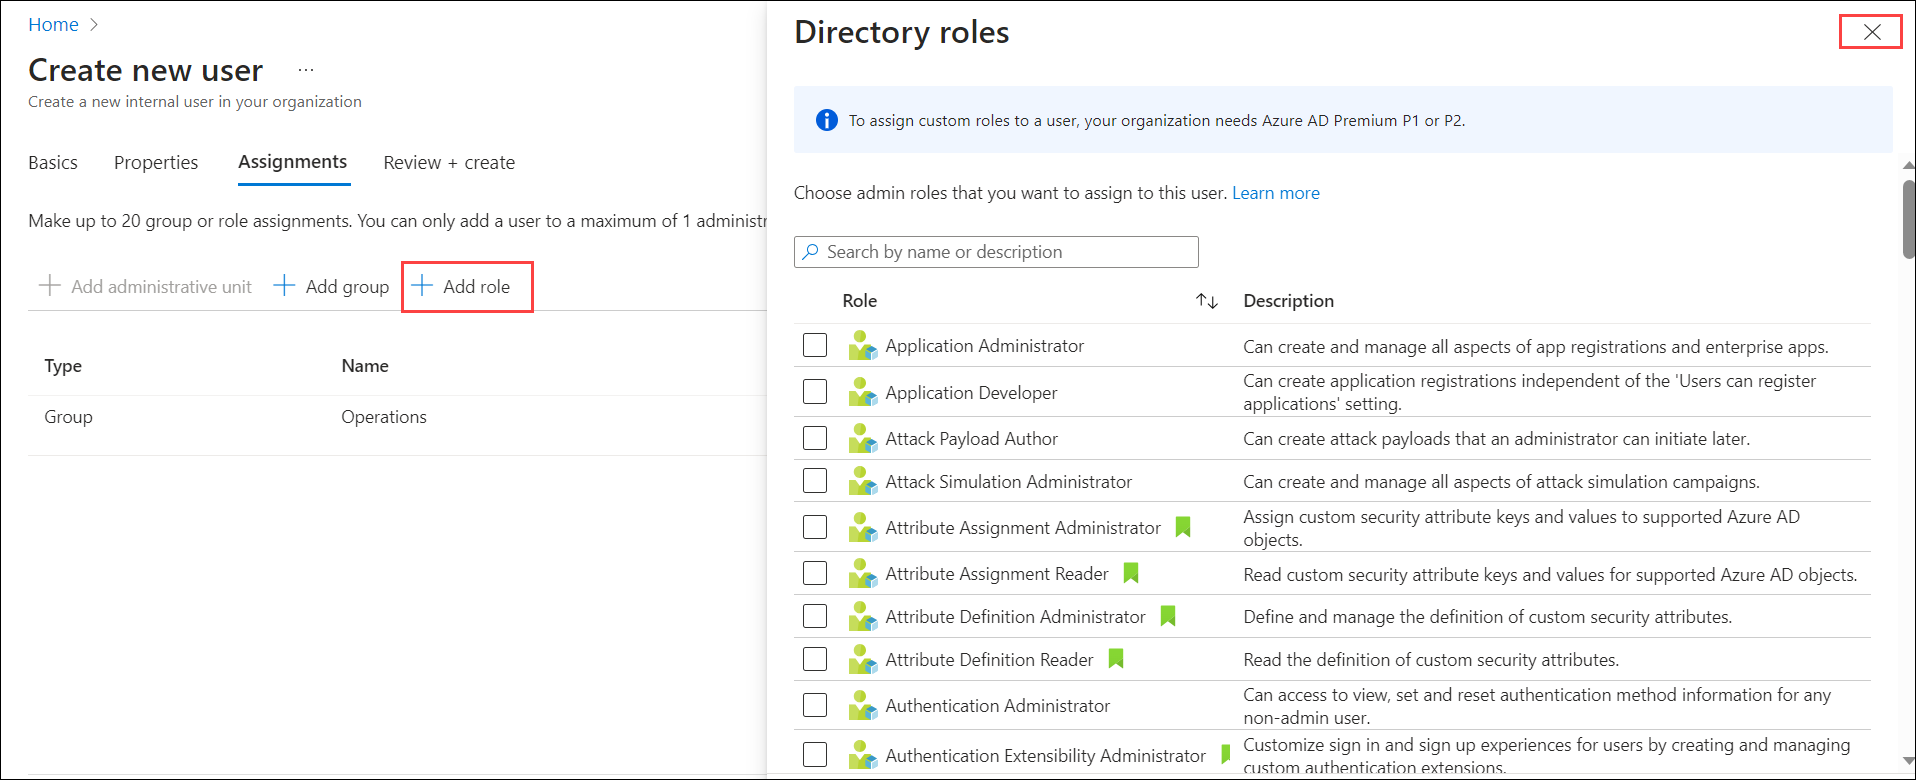 Home
Create new user ...
Create a new internal user in your organization
Basics Properties Assignments Review + create
Make up to 20 group or role assignments. You can only add a user to a maximum of 1 administr
Add administrative unit Add group Add role
Type Name
Group Operations
Directory roles
To assign custom roles to a user, your organization needs Azure AD Premium P1 or P2.
Choose admin roles that you want to assign to this user. Learn more
Search by name or description
Role Description
Application Administrator Can create and manage all aspects of app registrations and enterprise apps.
Application Developer Can create application registrations independent of the 'Users can register
applications' setting.
Attack Payload Author Can create attack payloads that an administrator can initiate later.
Attack Simulation Administrator Can create and manage all aspects of attack simulation campaigns.
Attribute Assignment Administrator Assign custom security attribute keys and values to supported Azure AD
objects.
Attribute Assignment Reader Read custom security attribute keys and values for supported Azure AD objects.
Attribute Definition Administrator Define and manage the definition of custom security attributes.
Attribute Definition Reader Read the definition of custom security attributes.
Authentication Administrator Can access to view, set and reset authentication method information for any
non-admin user.
Authentication Extensibility Administrator Customize sign in and sign up experiences for users by creating and managing
custom authentication extensions.